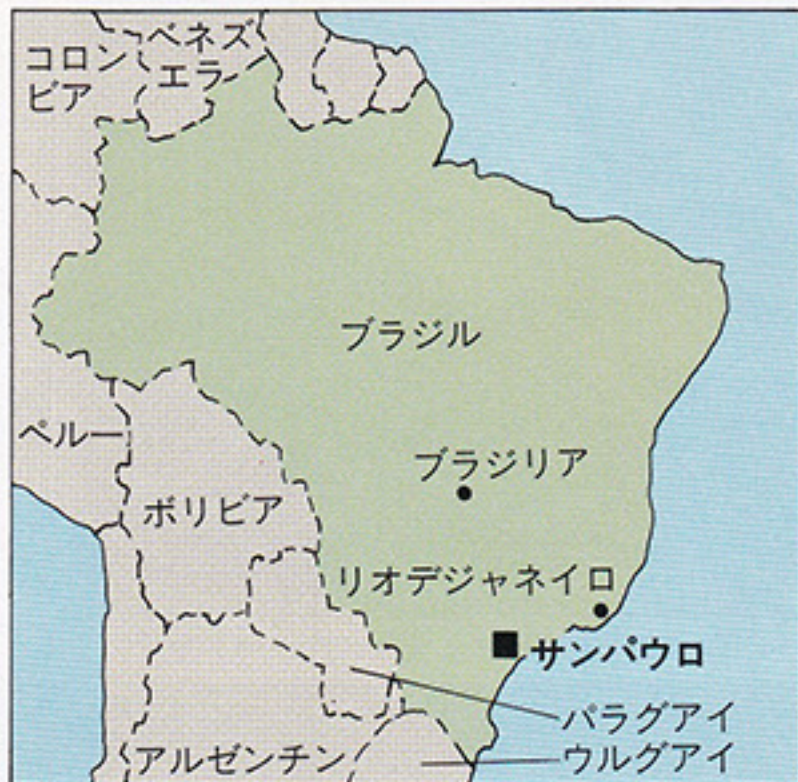 コロン
ビア
ベネズ
エラ
ブラジル
ペルー
ブラジリア
ボリビア
リオデジャネイロ
サンパウロ
パラグアイ
アルゼンチン
ウルグアイ